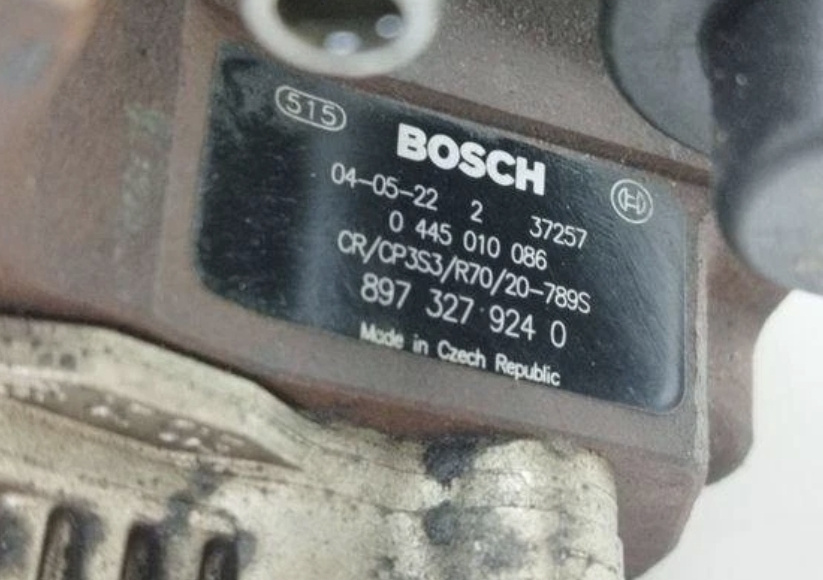 515
BOSCH
04-05-22 2 37257
0 445 010 086
CR/CP3S3/R70/20-789S
897 327 924 0
Made in Czech Republic